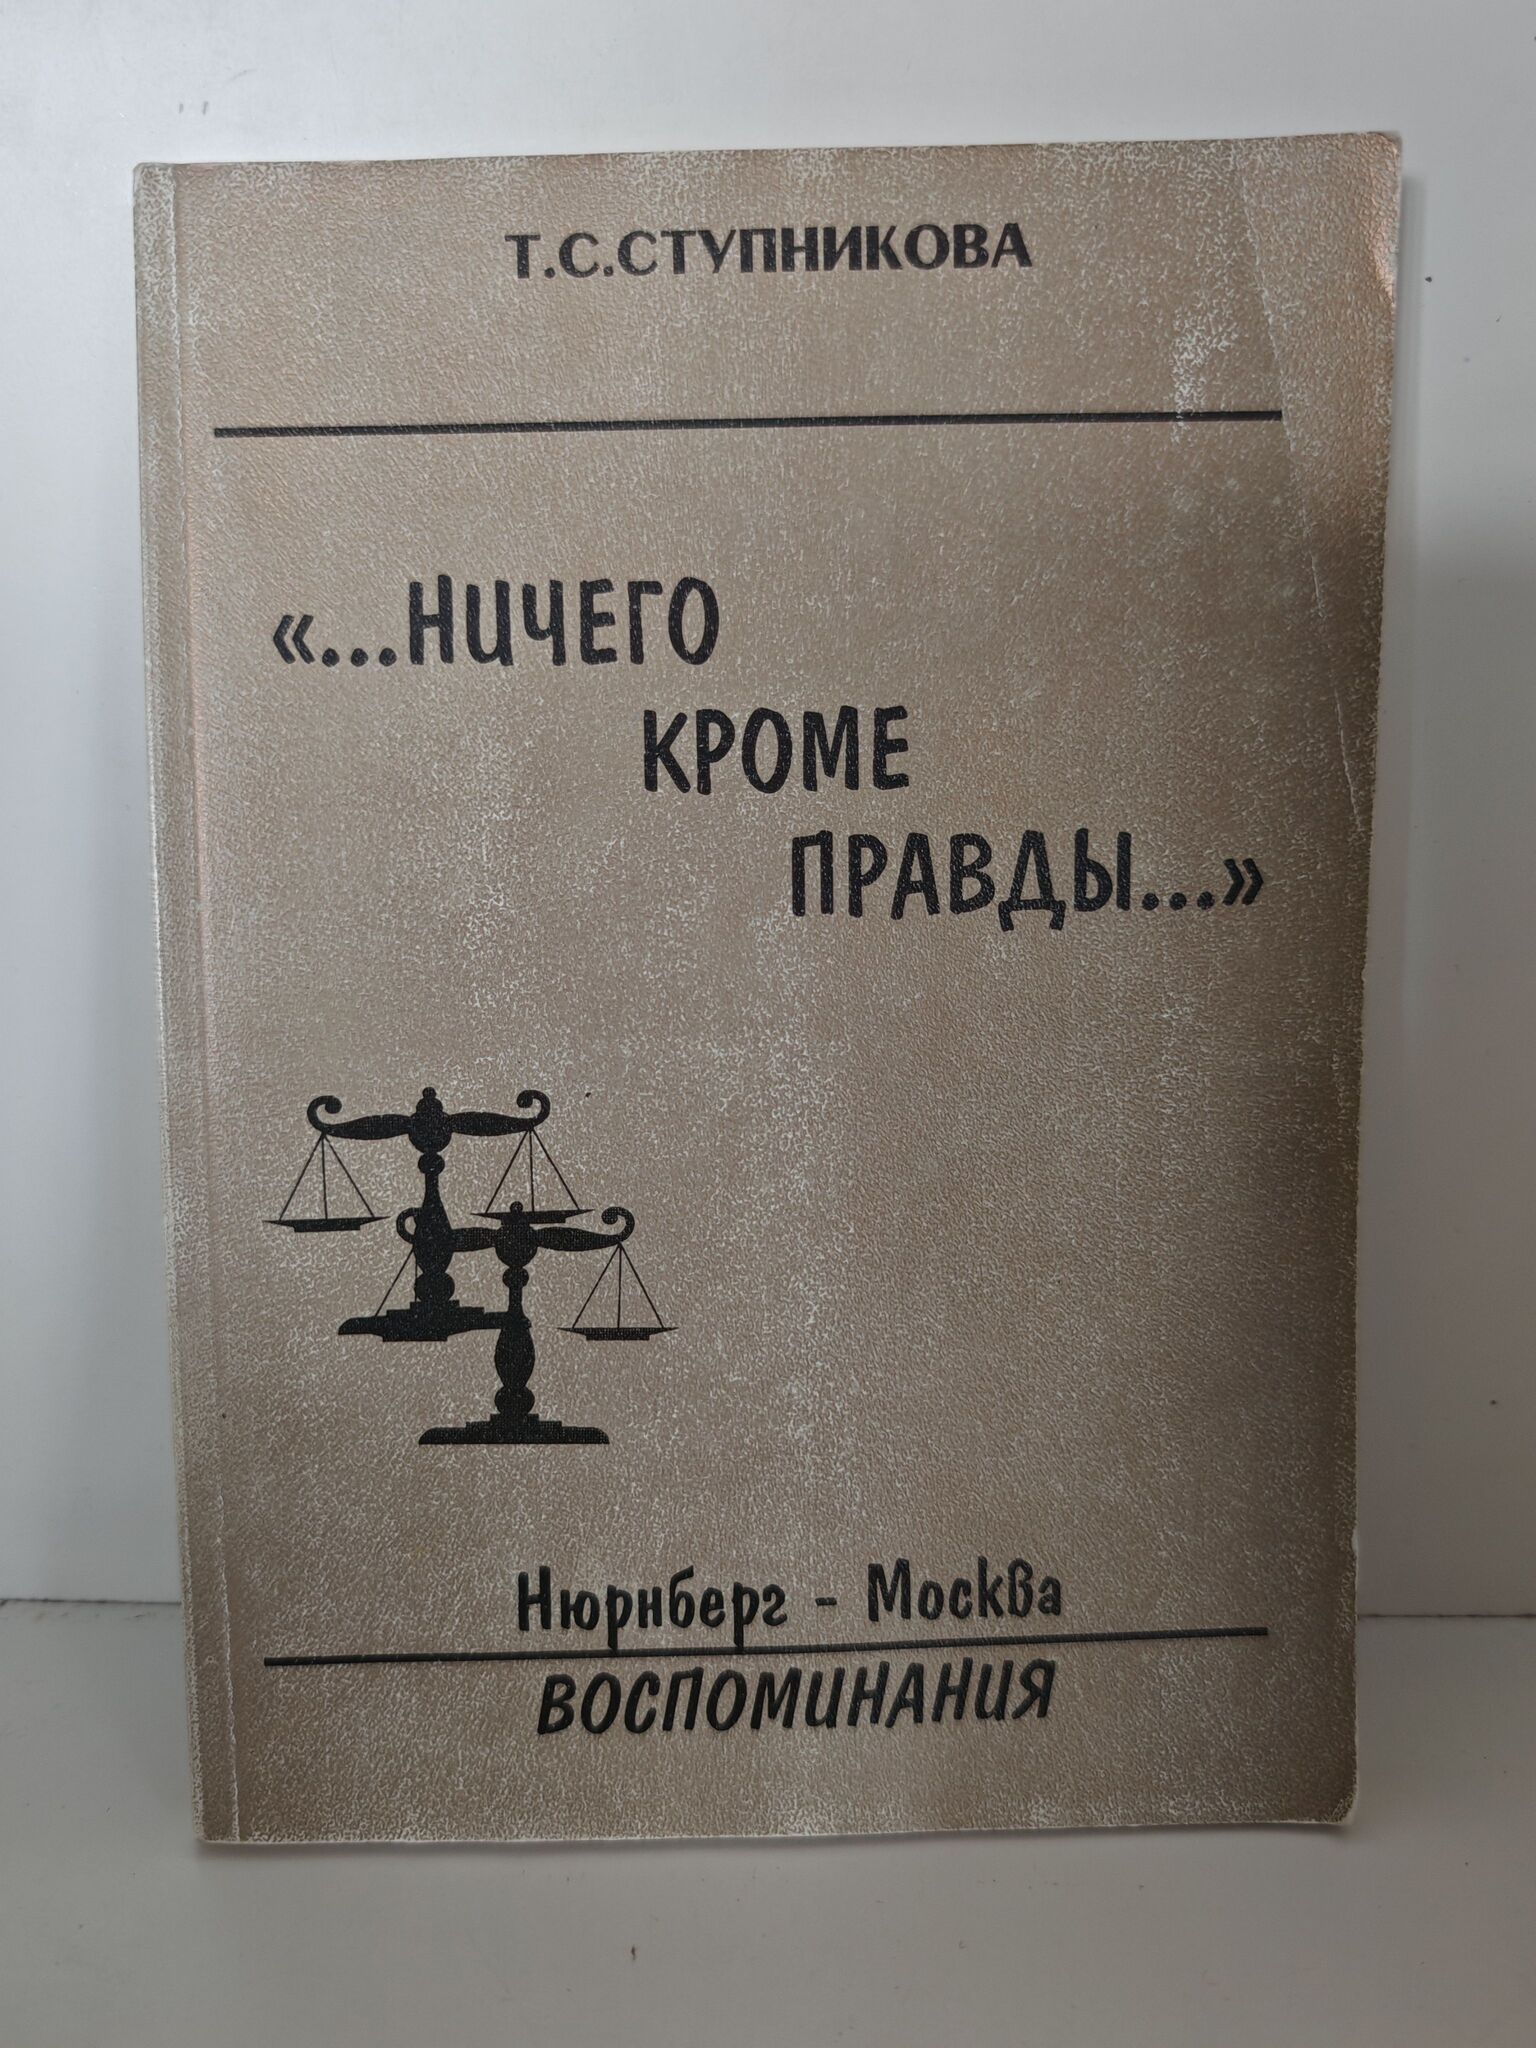 Т.С.СТУПНИКОВА
«...НИЧЕГО
КРОМЕ
ПРАВДЫ...»
Нюрнберг - Москва
ВОСПОМИНАНИЯ